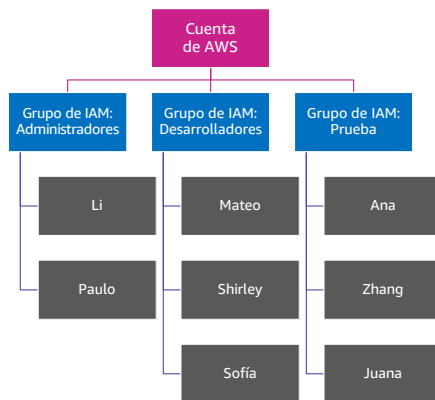 Cuenta
de AWS
Grupo de IAM:
Administradores
Grupo de IAM:
Desarrolladores
Grupo de IAM:
Prueba
Li
Mateo
Ana
Paulo
Shirley
Zhang
Sofía
Juana